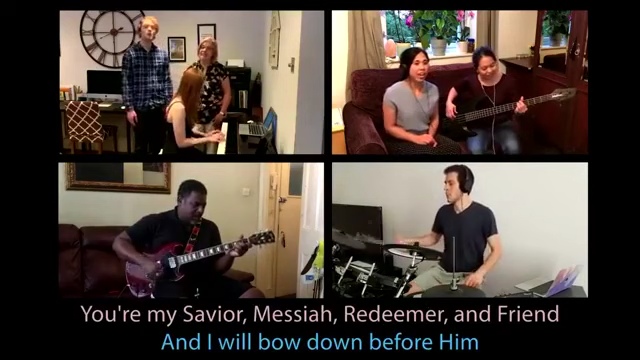 You're my Savior, Messiah, Redeemer, and Friend
And I will bow down before Him